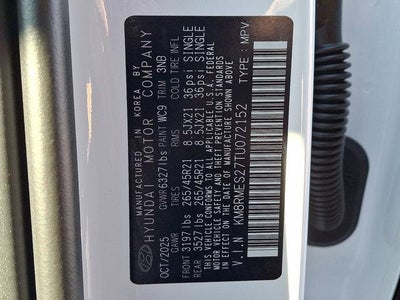 MANUFACTURED IN KOREA BY
HYUNDAI MOTOR COMPANY
OCT/2025 GVWR 6327lbs PAINT WC9 TRIM 3NB
GAWR TIRES RIMS COLD TIRE INFL
FRONT 3197lbs 265/45R21 8.5JX21 36psi SINGLE
REAR 3527lbs 265/45R21 8.5JX21 36psi SINGLE
THIS VEHICLE CONFORMS TO ALL APPLICABLE U.S.A. FEDERAL
MOTOR VEHICLE SAFETY AND THEFT PREVENTION STANDARDS
IN EFFECT ON THE DATE OF MANUFACTURE SHOWN ABOVE.
V.I.N : KM8RMES27TU072152 TYPE : MPV